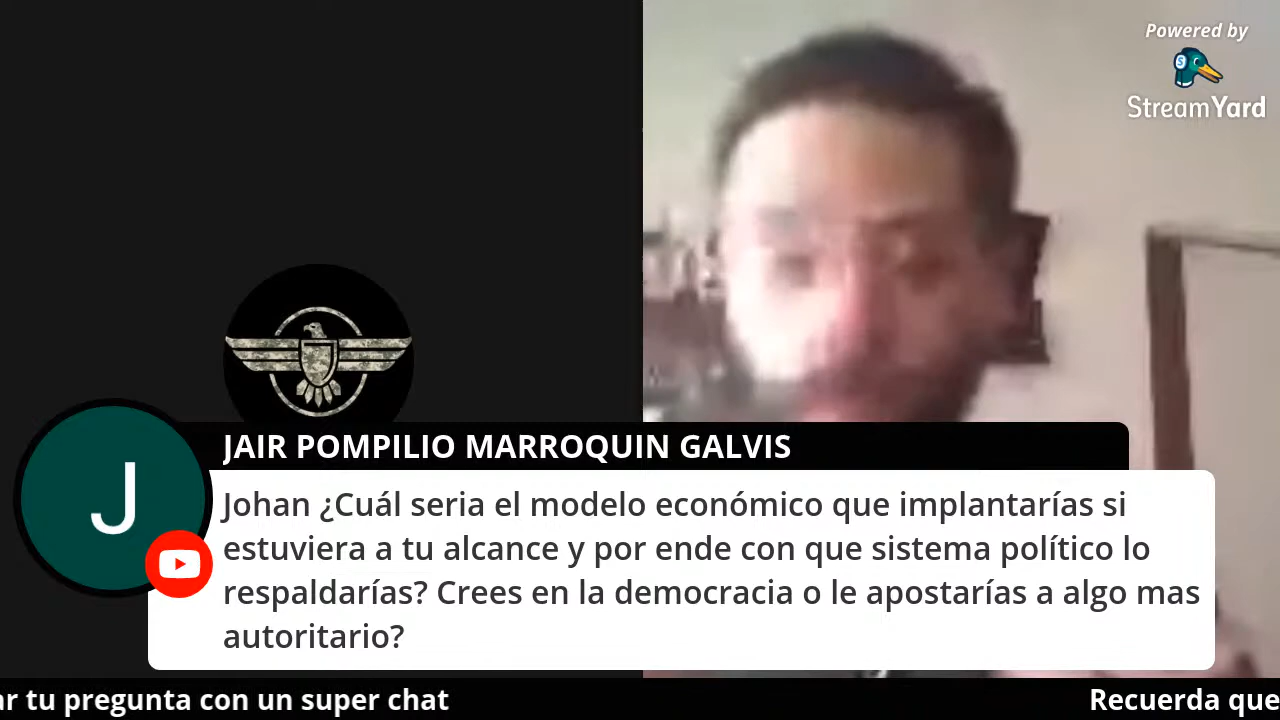 Powered by
StreamYard
J
JAIR POMPILIO MARROQUIN GALVIS
Johan ¿Cuál seria el modelo económico que implantarías si
estuviera a tu alcance y por ende con que sistema político lo
respaldarías? Crees en la democracia o le apostarías a algo mas
autoritario?
ar tu pregunta con un super chat
Recuerda que